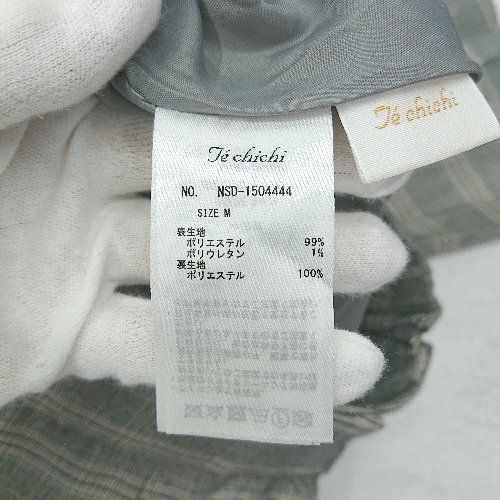 Té chichi
Té chichi
NO. NSD-1504444
SIZE M
表生地
ポリエステル 99%
ポリウレタン 1%
裏生地
ポリエステル 100%